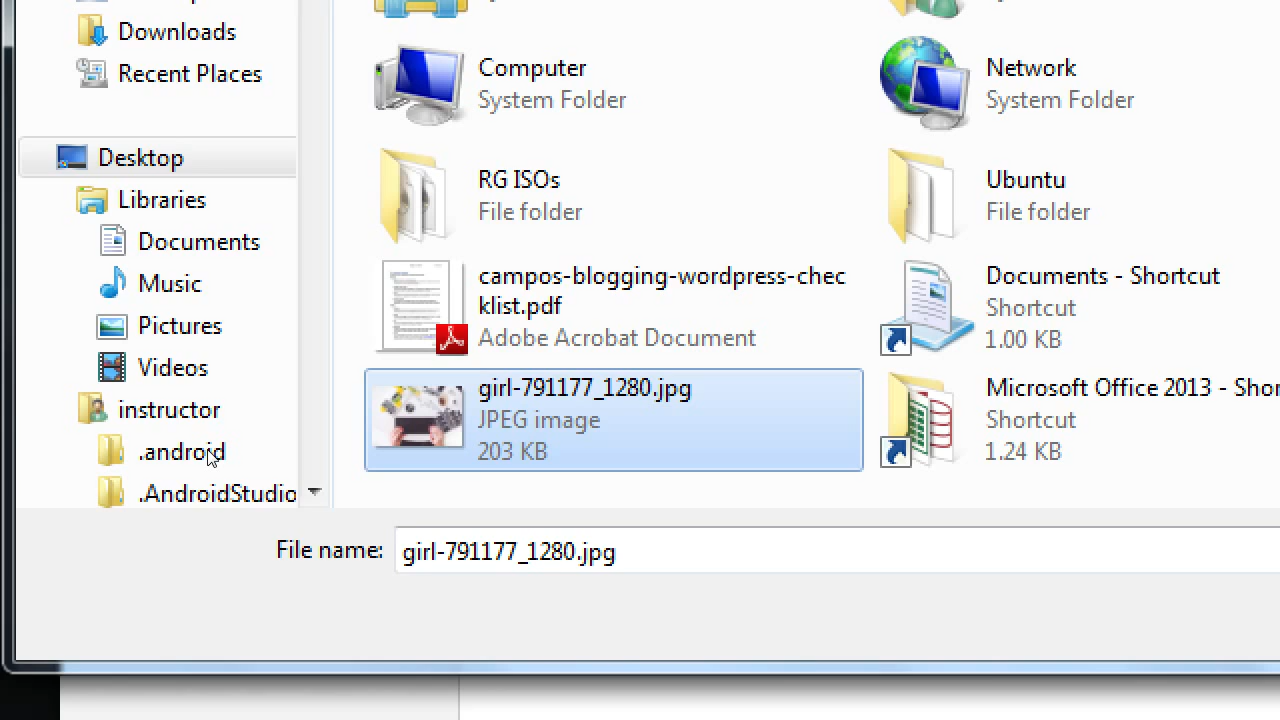 Downloads
Recent Places
Desktop
Libraries
Documents
Music
Pictures
Videos
instructor
.android
.AndroidStudio
Computer
System Folder
Network
System Folder
RG ISOs
File folder
Ubuntu
File folder
campos-blogging-wordpress-chec
klist.pdf
Adobe Acrobat Document
Documents - Shortcut
Shortcut
1.00 KB
girl-791177_1280.jpg
JPEG image
203 KB
Microsoft Office 2013 - Shor
Shortcut
1.24 KB
File name: girl-791177_1280.jpg